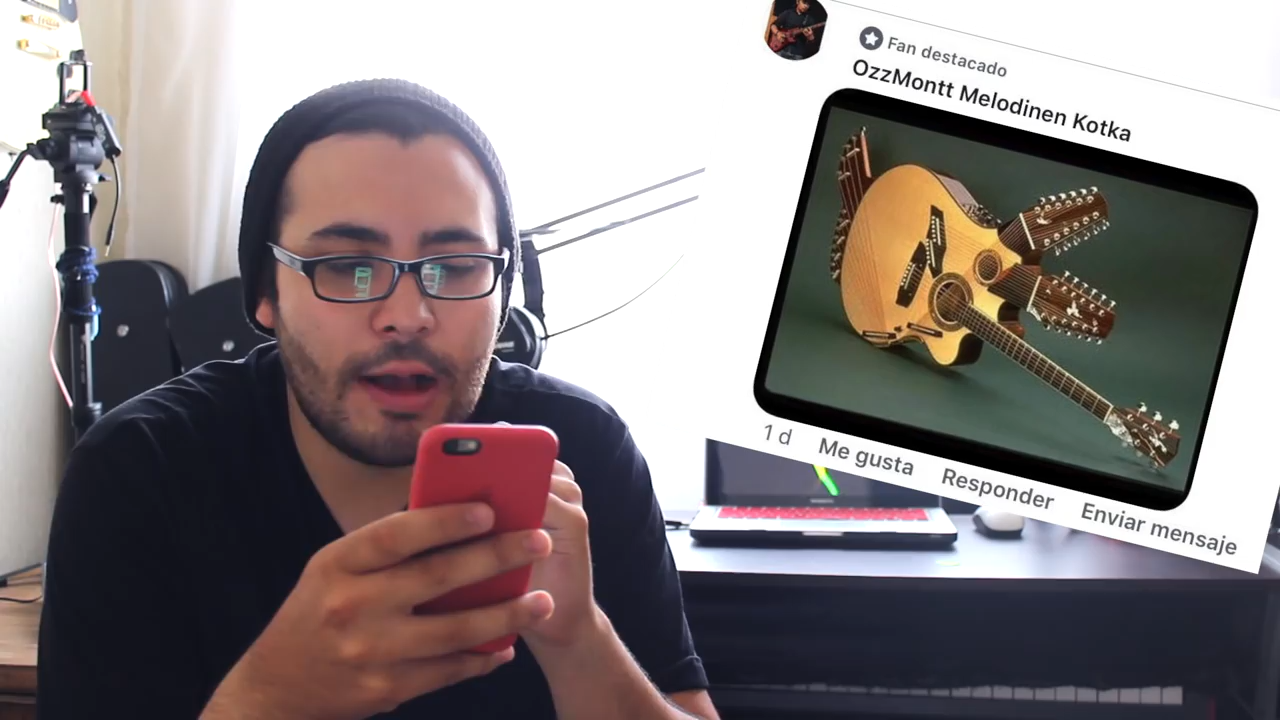 Fan destacado
OzzMontt Melodinen Kotka
1 d Me gusta Responder Enviar mensaje